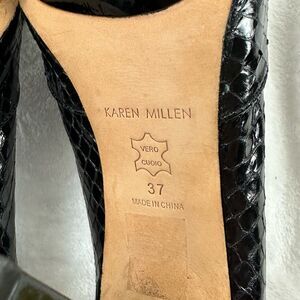 KAREN MILLEN
VERO
CUOIO
37
MADE IN CHINA